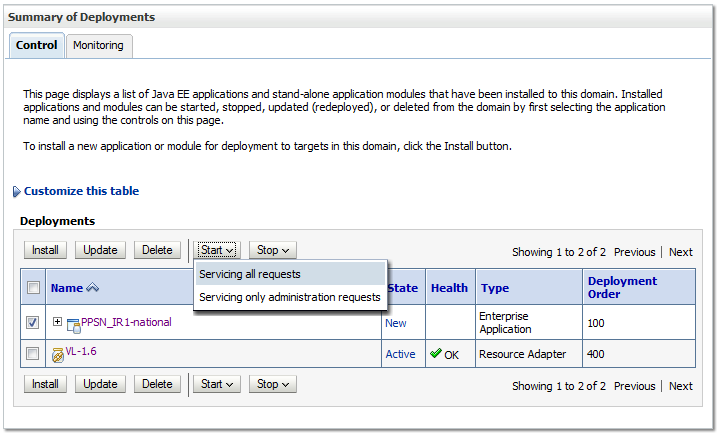 Summary of Deployments
Control Monitoring
This page displays a list of Java EE applications and stand-alone application modules that have been installed to this domain. Installed
applications and modules can be started, stopped, updated (redeployed), or deleted from the domain by first selecting the application
name and using the controls on this page.
To install a new application or module for deployment to targets in this domain, click the Install button.
Customize this table
Deployments
Install Update Delete Start Stop Showing 1 to 2 of 2 Previous | Next
Servicing all requests
Servicing only administration requests
Name State Health Type Deployment
Order
PPSN_IR1-national New Enterprise
Application 100
VL-1.6 Active OK Resource Adapter 400
Install Update Delete Start Stop Showing 1 to 2 of 2 Previous | Next